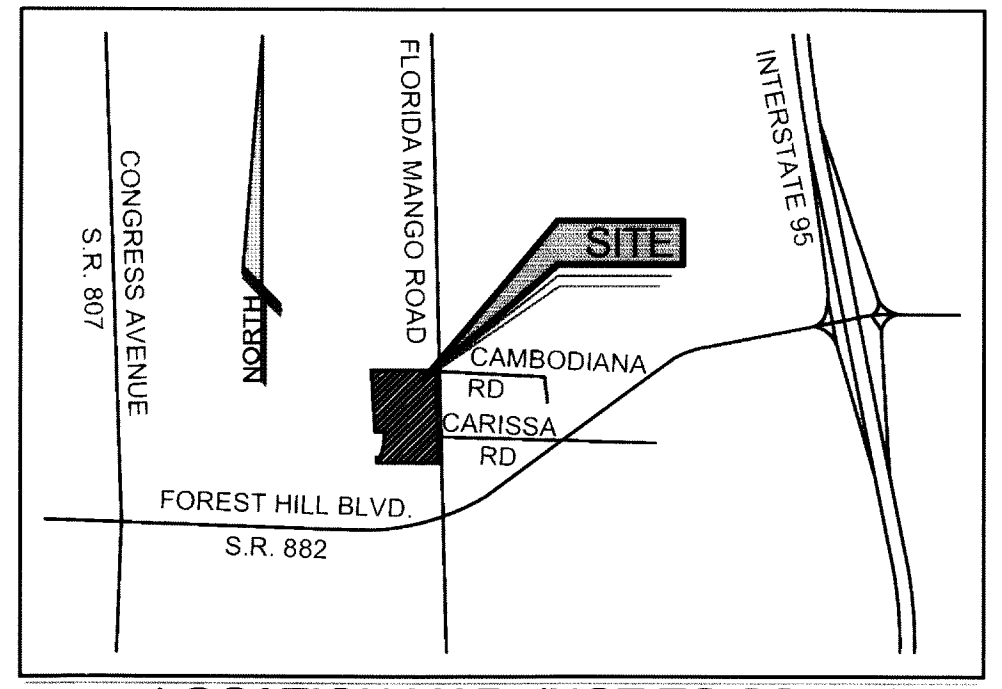 CONGRESS AVENUE
S.R. 807
NORTH
FLORIDA MANGO ROAD
SITE
INTERSTATE 95
CAMBODIANA
RD
CARISSA
RD
FOREST HILL BLVD.
S.R. 882